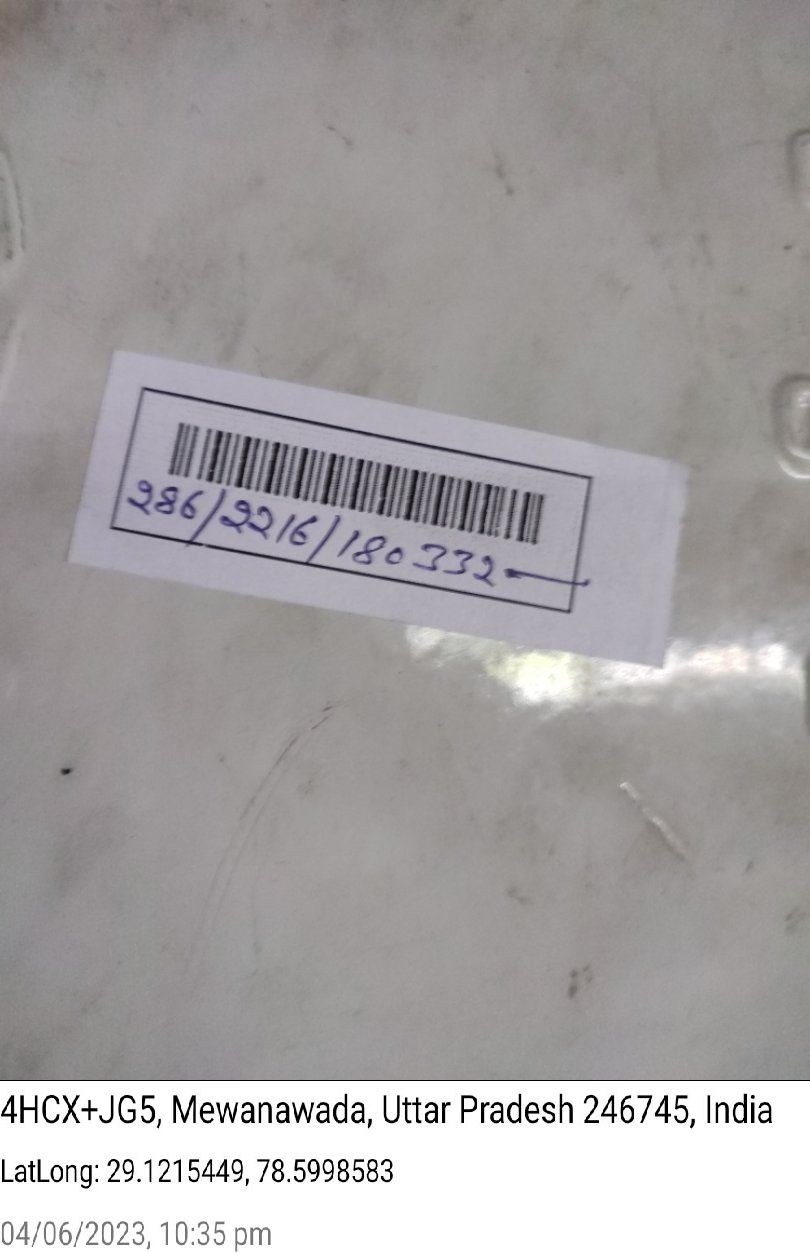 286/2216/180332
4HCX+JG5, Mewanawada, Uttar Pradesh 246745, India
LatLong: 29.1215449, 78.5998583
04/06/2023, 10:35 pm